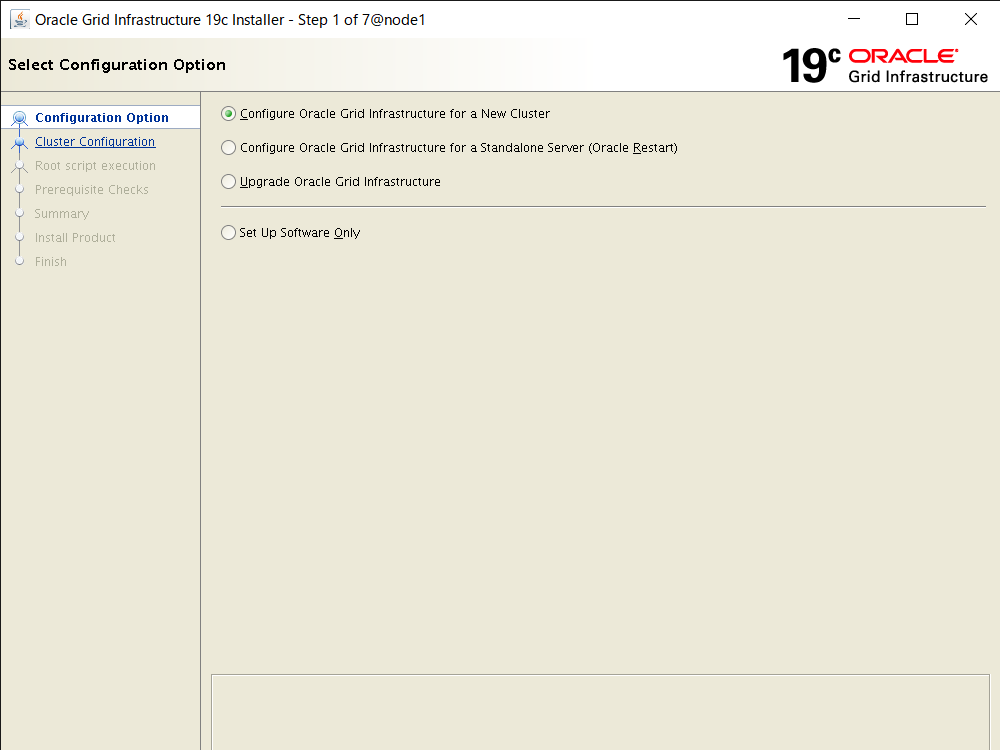 Oracle Grid Infrastructure 19c Installer - Step 1 of 7@node1
Select Configuration Option
19c ORACLE
Grid Infrastructure
Configuration Option
Cluster Configuration
Root script execution
Prerequisite Checks
Summary
Install Product
Finish
Configure Oracle Grid Infrastructure for a New Cluster
Configure Oracle Grid Infrastructure for a Standalone Server (Oracle Restart)
Upgrade Oracle Grid Infrastructure
Set Up Software Only